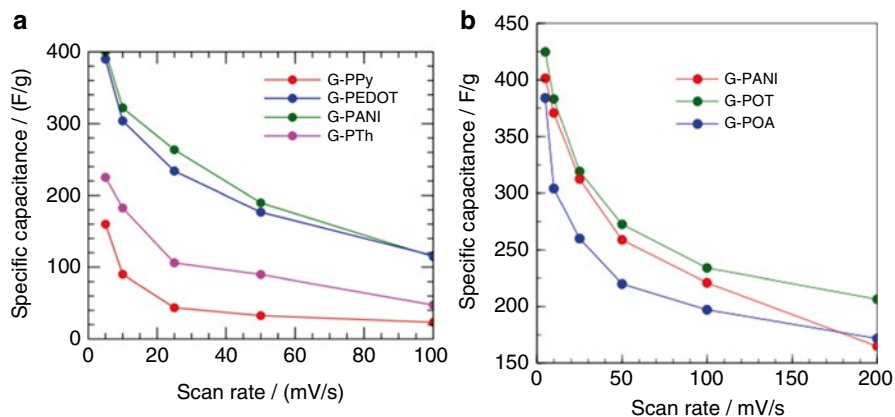 a
Specific capacitance / (F/g)
400
300
200
100
0
G-PPy
G-PEDOT
G-PANI
G-PTh
0 20 40 60 80 100
Scan rate / (mV/s)
b
Specific capacitance / F/g
450
400
350
300
250
200
150
G-PANI
G-POT
G-POA
0 50 100 150 200
Scan rate / mV/s